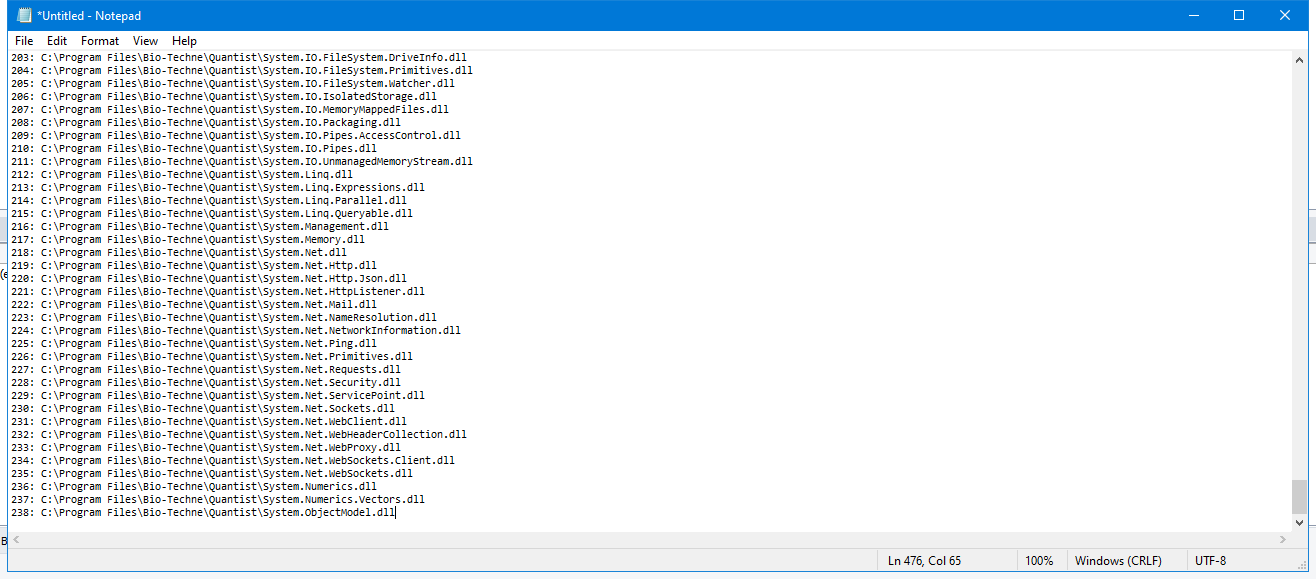 *Untitled - Notepad
File Edit Format View Help
203: C:\Program Files\Bio-Techne\Quantist\System.IO.FileSystem.DriveInfo.dll
204: C:\Program Files\Bio-Techne\Quantist\System.IO.FileSystem.Primitives.dll
205: C:\Program Files\Bio-Techne\Quantist\System.IO.FileSystem.Watcher.dll
206: C:\Program Files\Bio-Techne\Quantist\System.IO.IsolatedStorage.dll
207: C:\Program Files\Bio-Techne\Quantist\System.IO.MemoryMappedFiles.dll
208: C:\Program Files\Bio-Techne\Quantist\System.IO.Packaging.dll
209: C:\Program Files\Bio-Techne\Quantist\System.IO.Pipes.AccessControl.dll
210: C:\Program Files\Bio-Techne\Quantist\System.IO.Pipes.dll
211: C:\Program Files\Bio-Techne\Quantist\System.IO.UnmanagedMemoryStream.dll
212: C:\Program Files\Bio-Techne\Quantist\System.Linq.dll
213: C:\Program Files\Bio-Techne\Quantist\System.Linq.Expressions.dll
214: C:\Program Files\Bio-Techne\Quantist\System.Linq.Parallel.dll
215: C:\Program Files\Bio-Techne\Quantist\System.Linq.Queryable.dll
216: C:\Program Files\Bio-Techne\Quantist\System.Management.dll
217: C:\Program Files\Bio-Techne\Quantist\System.Memory.dll
218: C:\Program Files\Bio-Techne\Quantist\System.Net.dll
219: C:\Program Files\Bio-Techne\Quantist\System.Net.Http.dll
220: C:\Program Files\Bio-Techne\Quantist\System.Net.Http.Json.dll
221: C:\Program Files\Bio-Techne\Quantist\System.Net.HttpListener.dll
222: C:\Program Files\Bio-Techne\Quantist\System.Net.Mail.dll
223: C:\Program Files\Bio-Techne\Quantist\System.Net.NameResolution.dll
224: C:\Program Files\Bio-Techne\Quantist\System.Net.NetworkInformation.dll
225: C:\Program Files\Bio-Techne\Quantist\System.Net.Ping.dll
226: C:\Program Files\Bio-Techne\Quantist\System.Net.Primitives.dll
227: C:\Program Files\Bio-Techne\Quantist\System.Net.Requests.dll
228: C:\Program Files\Bio-Techne\Quantist\System.Net.Security.dll
229: C:\Program Files\Bio-Techne\Quantist\System.Net.ServicePoint.dll
230: C:\Program Files\Bio-Techne\Quantist\System.Net.Sockets.dll
231: C:\Program Files\Bio-Techne\Quantist\System.Net.WebClient.dll
232: C:\Program Files\Bio-Techne\Quantist\System.Net.WebHeaderCollection.dll
233: C:\Program Files\Bio-Techne\Quantist\System.Net.WebProxy.dll
234: C:\Program Files\Bio-Techne\Quantist\System.Net.WebSockets.Client.dll
235: C:\Program Files\Bio-Techne\Quantist\System.Net.WebSockets.dll
236: C:\Program Files\Bio-Techne\Quantist\System.Numerics.dll
237: C:\Program Files\Bio-Techne\Quantist\System.Numerics.Vectors.dll
238: C:\Program Files\Bio-Techne\Quantist\System.ObjectModel.dll
Ln 476, Col 65 100% Windows (CRLF) UTF-8